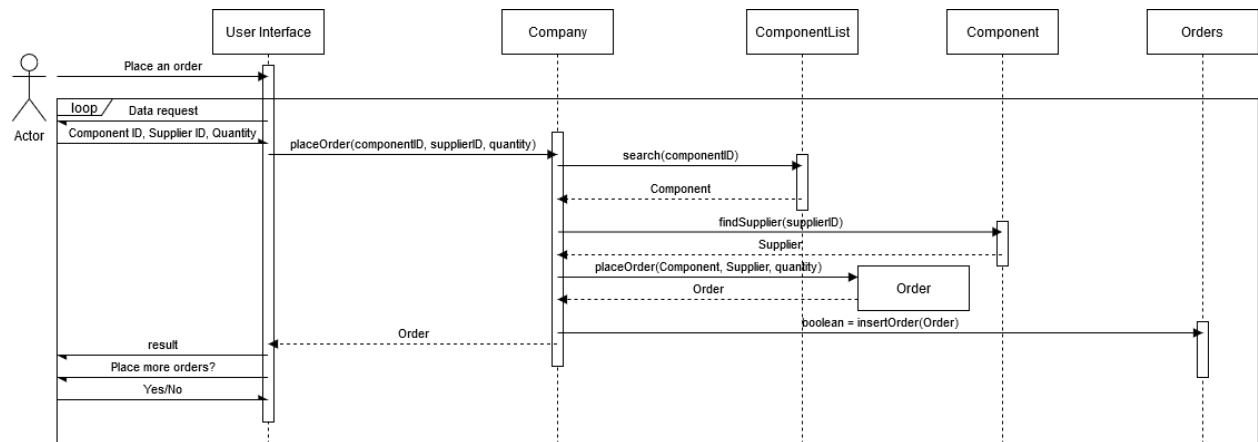 User Interface
Company
ComponentList
Component
Orders
Place an order
Actor
loop
Data request
Component ID, Supplier ID, Quantity
placeOrder(componentID, supplierID, quantity)
search(componentID)
Component
findSupplier(supplierID)
Supplier
placeOrder(Component, Supplier, quantity)
Order
Order
boolean = insertOrder(Order)
Order
result
Place more orders?
Yes/No